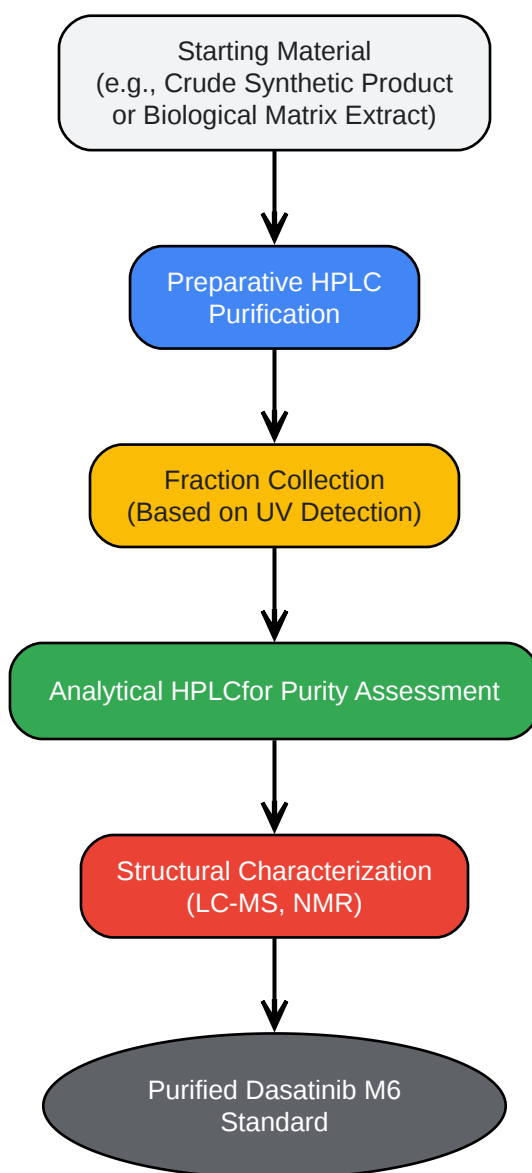 Starting Material
(e.g., Crude Synthetic Product
or Biological Matrix Extract)
Preparative HPLC
Purification
Fraction Collection
(Based on UV Detection)
Analytical HPLCfor Purity Assessment
Structural Characterization
(LC-MS, NMR)
Purified Dasatinib M6
Standard